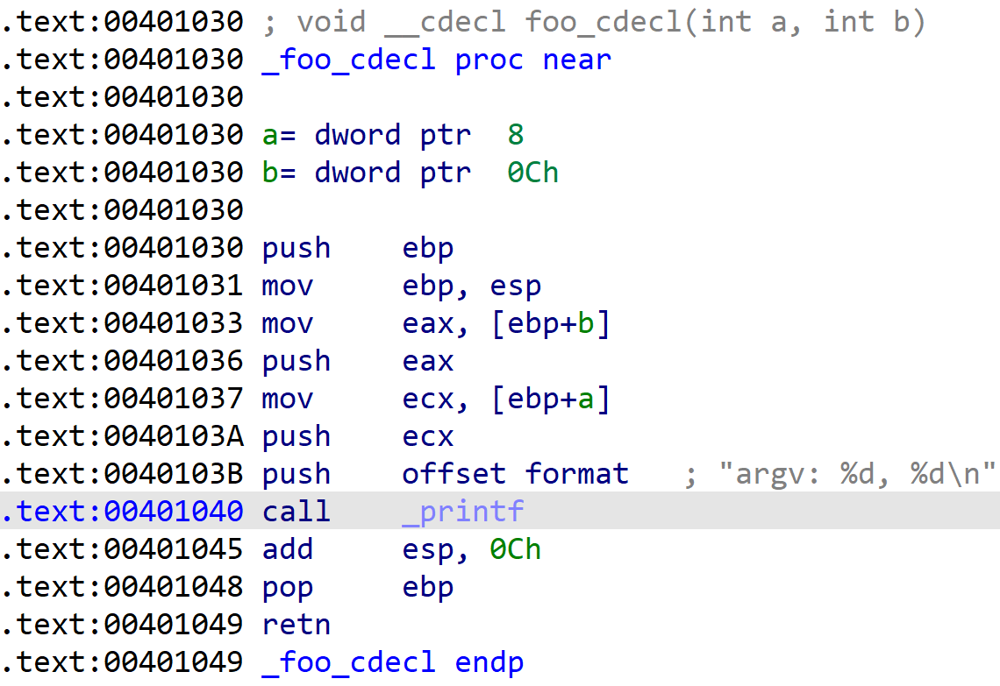 .text:00401030 ; void __cdecl foo_cdecl(int a, int b)
.text:00401030 _foo_cdecl proc near
.text:00401030
.text:00401030 a= dword ptr  8
.text:00401030 b= dword ptr  0Ch
.text:00401030
.text:00401030 push    ebp
.text:00401031 mov     ebp, esp
.text:00401033 mov     eax, [ebp+b]
.text:00401036 push    eax
.text:00401037 mov     ecx, [ebp+a]
.text:0040103A push    ecx
.text:0040103B push    offset format   ; "argv: %d, %d\n"
.text:00401040 call    _printf
.text:00401045 add     esp, 0Ch
.text:00401048 pop     ebp
.text:00401049 retn
.text:00401049 _foo_cdecl endp